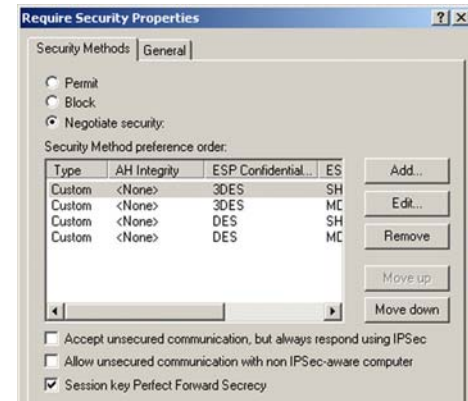 Require Security Properties
Security Methods General
Permit
Block
Negotiate security:
Security Method preference order:
Type AH Integrity ESP Confidential... ES
Custom <None> 3DES SH
Custom <None> 3DES MD
Custom <None> DES SH
Custom <None> DES MD
Add...
Edit...
Remove
Move up
Move down
Accept unsecured communication, but always respond using IPSec
Allow unsecured communication with non IPSec-aware computer
Session key Perfect Forward Secrecy